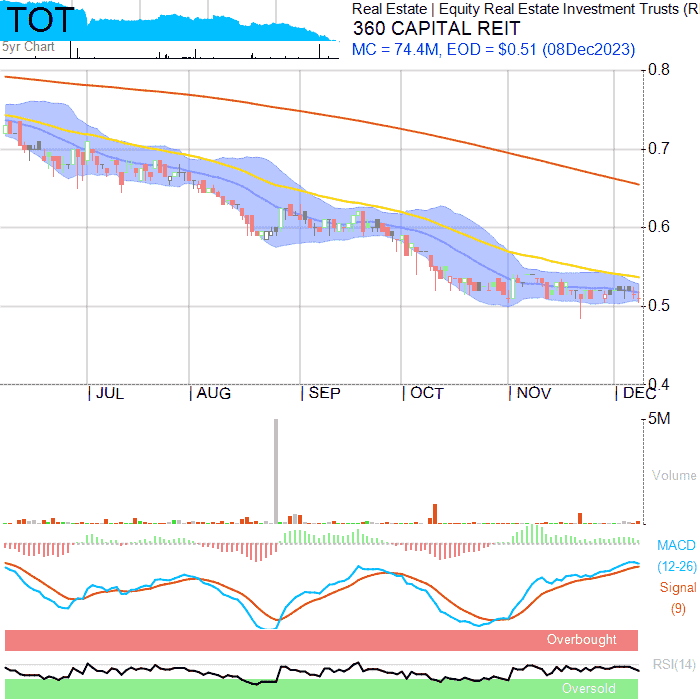 TOT
5yr Chart
Real Estate | Equity Real Estate Investment Trusts (R
360 CAPITAL REIT
MC = 74.4M, EOD = $0.51 (08Dec2023)
0.8
0.7
0.6
0.5
0.4
JUL AUG SEP OCT NOV DEC
5M
Volume
MACD
(12-26)
Signal
(9)
Overbought
RSI(14)
Oversold